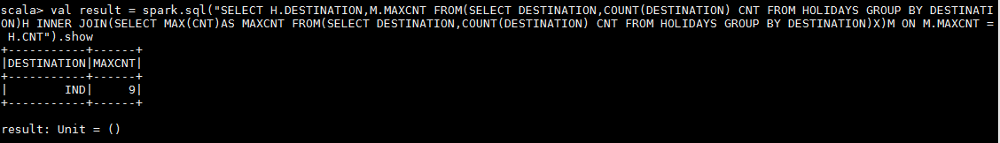 scala> val result = spark.sql("SELECT H.DESTINATION,M.MAXCNT FROM(SELECT DESTINATION,COUNT(DESTINATION) CNT FROM HOLIDAYS GROUP BY DESTINATI
ON)H INNER JOIN(SELECT MAX(CNT)AS MAXCNT FROM(SELECT DESTINATION,COUNT(DESTINATION) CNT FROM HOLIDAYS GROUP BY DESTINATION)X)M ON M.MAXCNT =
 H.CNT").show
+-----------+------+
|DESTINATION|MAXCNT|
+-----------+------+
|        IND|     9|
+-----------+------+
result: Unit = ()